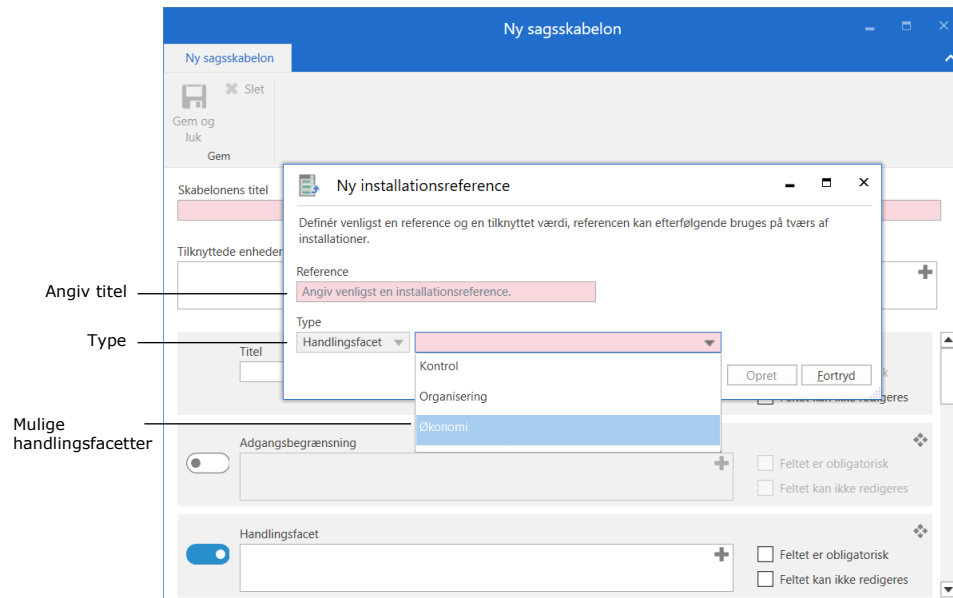 Ny sagsskabelon
Ny sagsskabelon
Slet
Gem og
luk
Gem
Skabelonens titel
Tilknyttede enheder
Ny installationsreference
Definér venligst en reference og en tilknyttet værdi, referencen kan efterfølgende bruges på tværs af
installationer.
Reference
Angiv venligst en installationsreference.
Type
Handlingsfacet
Kontrol
Organisering
Økonomi
Opret
Fortryd
Angiv titel
Type
Mulige
handlingsfacetter
Titel
Feltet kan ikke redigeres
Adgangsbegrænsning
Feltet er obligatorisk
Feltet kan ikke redigeres
Handlingsfacet
Feltet er obligatorisk
Feltet kan ikke redigeres